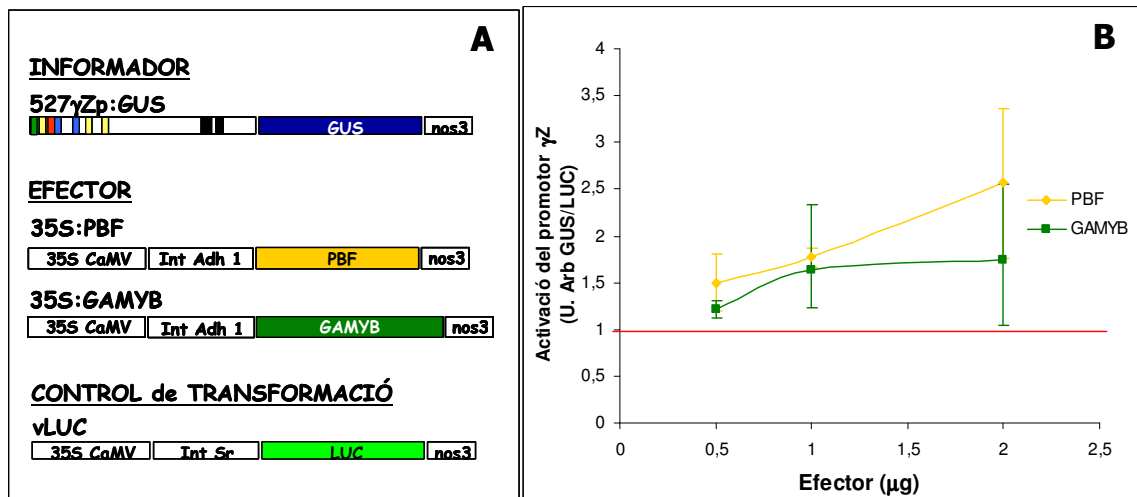 A
INFORMADOR
527γZp:GUS
GUS nos3
EFECTOR
35S:PBF
35S CaMV Int Adh 1 PBF nos3
35S:GAMYB
35S CaMV Int Adh 1 GAMYB nos3
CONTROL de TRANSFORMACIÓ
vLUC
35S CaMV Int Sr LUC nos3
B
Activació del promotor γZ
(U. Arb GUS/LUC)
4
3,5
3
2,5
2
1,5
1
0,5
0
0 0,5 1 1,5 2 2,5
Efector (μg)
PBF
GAMYB